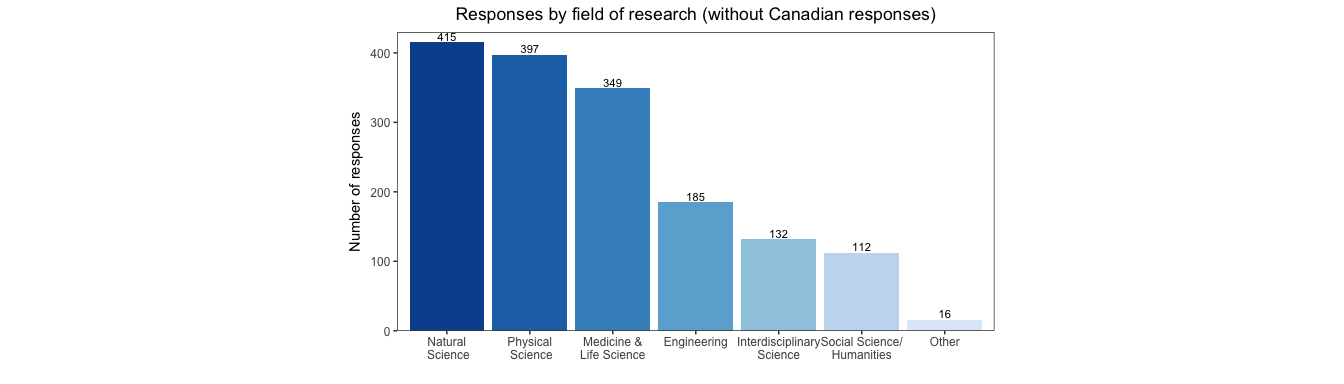 Responses by field of research (without Canadian responses)
Number of responses
400
300
200
100
0
415
397
349
185
132
112
16
Natural
Science
Physical
Science
Medicine &
Life Science
Engineering
Interdisciplinary
Science
Social Science/
Humanities
Other